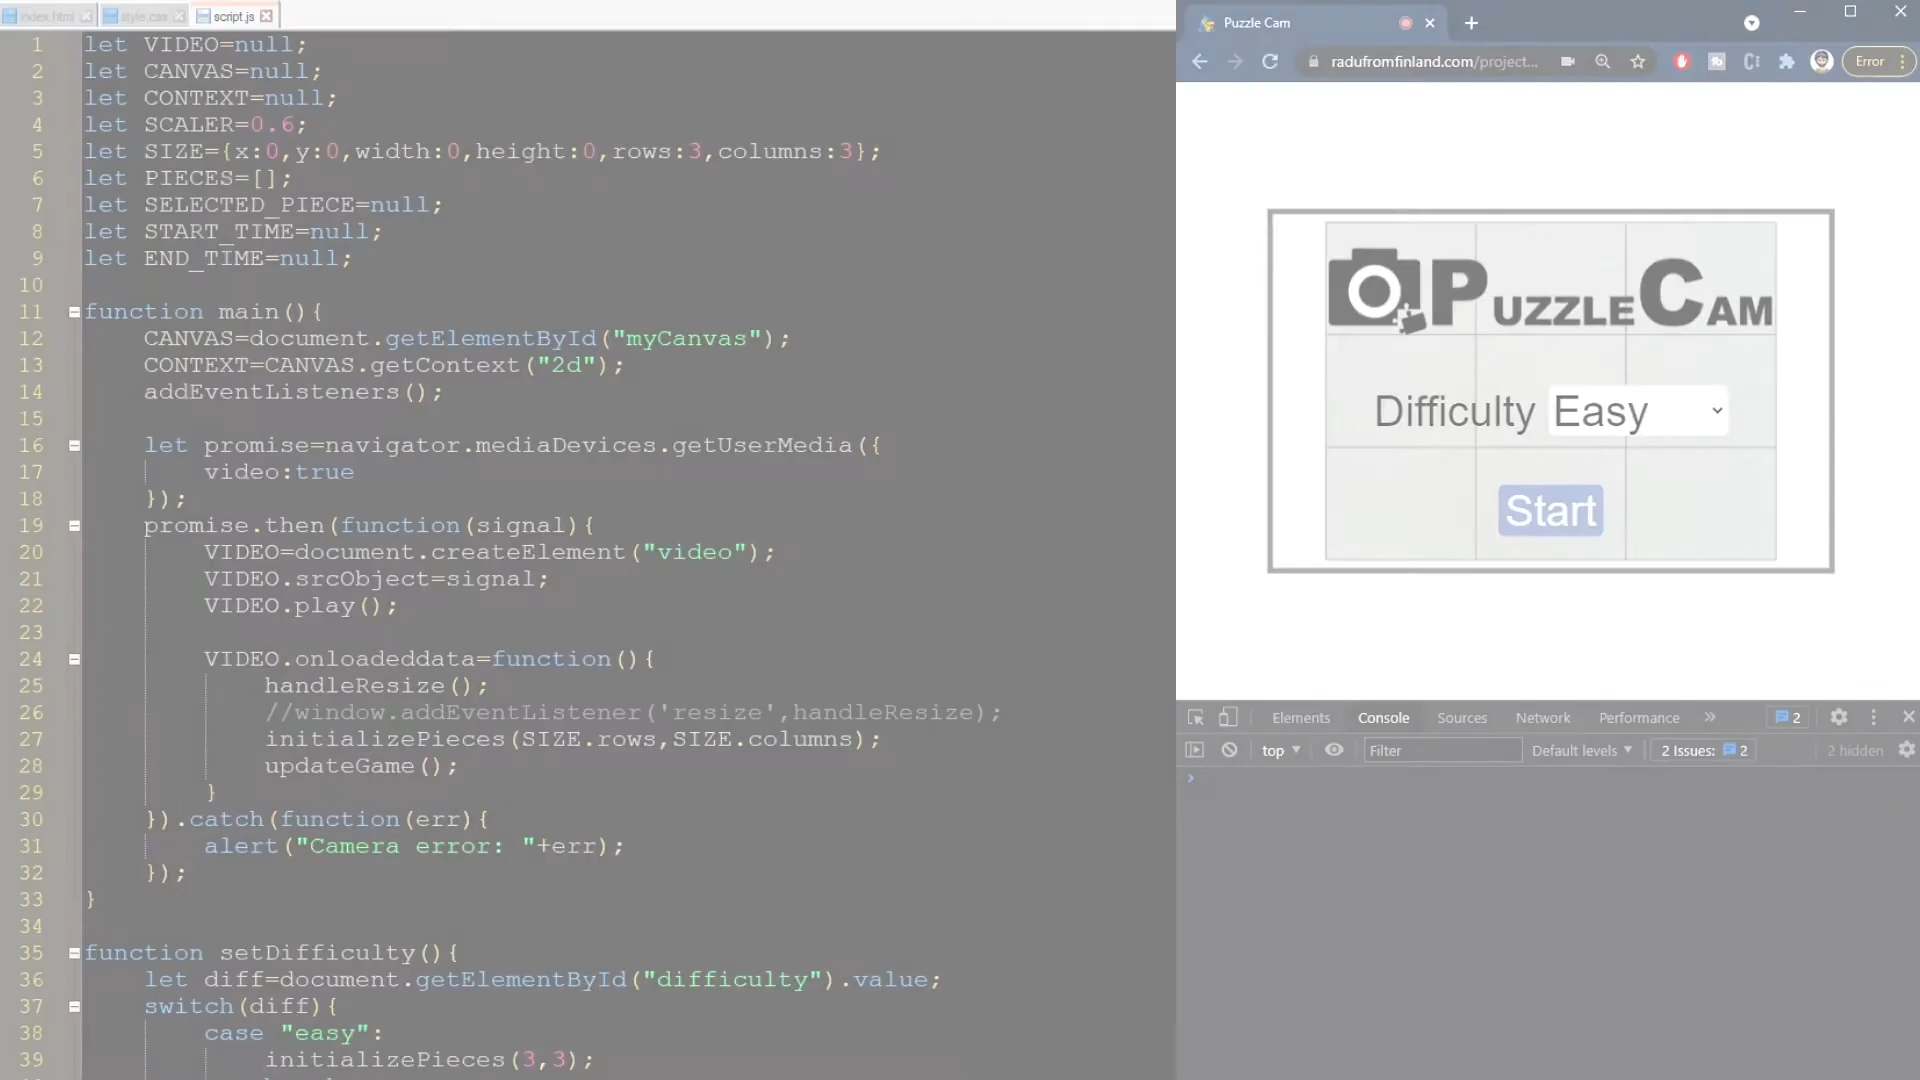 index.html
style.css
script.js
1 let VIDEO=null;
2 let CANVAS=null;
3 let CONTEXT=null;
4 let SCALER=0.6;
5 let SIZE={x:0,y:0,width:0,height:0,rows:3,columns:3};
6 let PIECES=[];
7 let SELECTED_PIECE=null;
8 let START_TIME=null;
9 let END_TIME=null;
10
11 function main(){
12 CANVAS=document.getElementById("myCanvas");
13 CONTEXT=CANVAS.getContext("2d");
14 addEventListeners();
15
16 let promise=navigator.mediaDevices.getUserMedia({
17 video:true
18 });
19 promise.then(function(signal){
20 VIDEO=document.createElement("video");
21 VIDEO.srcObject=signal;
22 VIDEO.play();
23
24 VIDEO.onloadeddata=function(){
25 handleResize();
26 //window.addEventListener('resize',handleResize);
27 initializePieces(SIZE.rows,SIZE.columns);
28 updateGame();
29 }
30 }).catch(function(err){
31 alert("Camera error: "+err);
32 });
33 }
34
35 function setDifficulty(){
36 let diff=document.getElementById("difficulty").value;
37 switch(diff){
38 case "easy":
39 initializePieces(3,3);
Puzzle Cam
radufromfinland.com/project...
Error
PUZZLECAM
Difficulty Easy
Start
Elements Console Sources Network Performance » 2
top Filter Default levels 2 Issues: 2 2 hidden